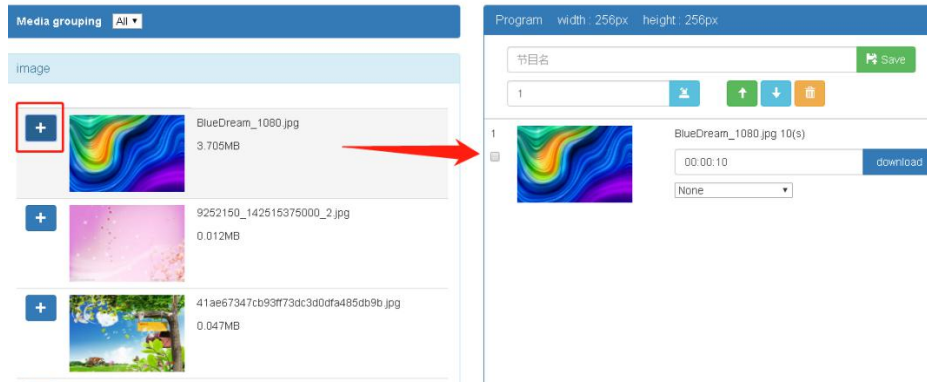 Media grouping All
image
+
BlueDream_1080.jpg
3.705MB
+
9252150_142515375000_2.jpg
0.012MB
+
41ae67347cb93ff73dc3d0dfa485db9b.jpg
0.047MB
Program width : 256px height : 256px
节目名 Save
1
1 BlueDream_1080.jpg 10(s)
00:00:10 download
None